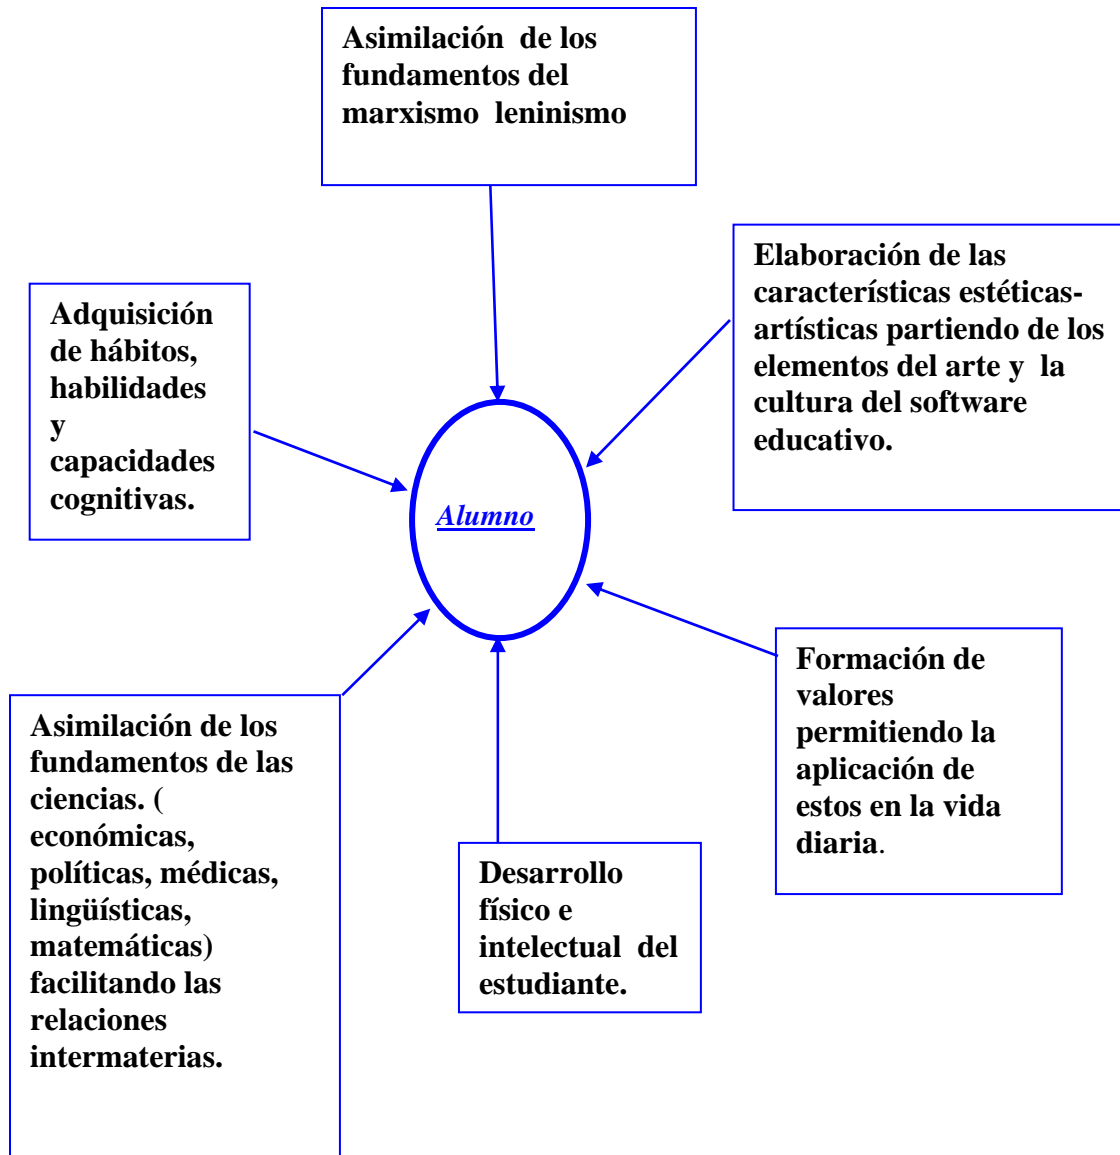 Asimilación de los
fundamentos del
marxismo leninismo
Elaboración de las
características estéticas-
artísticas partiendo de los
elementos del arte y la
cultura del software
educativo.
Adquisición
de hábitos,
habilidades
y
capacidades
cognitivas.
Alumno
Formación de
valores
permitiendo la
aplicación de
estos en la vida
diaria.
Asimilación de los
fundamentos de las
ciencias. (
económicas,
políticas, médicas,
lingüísticas,
matemáticas)
facilitando las
relaciones
intermaterias.
Desarrollo
físico e
intelectual del
estudiante.